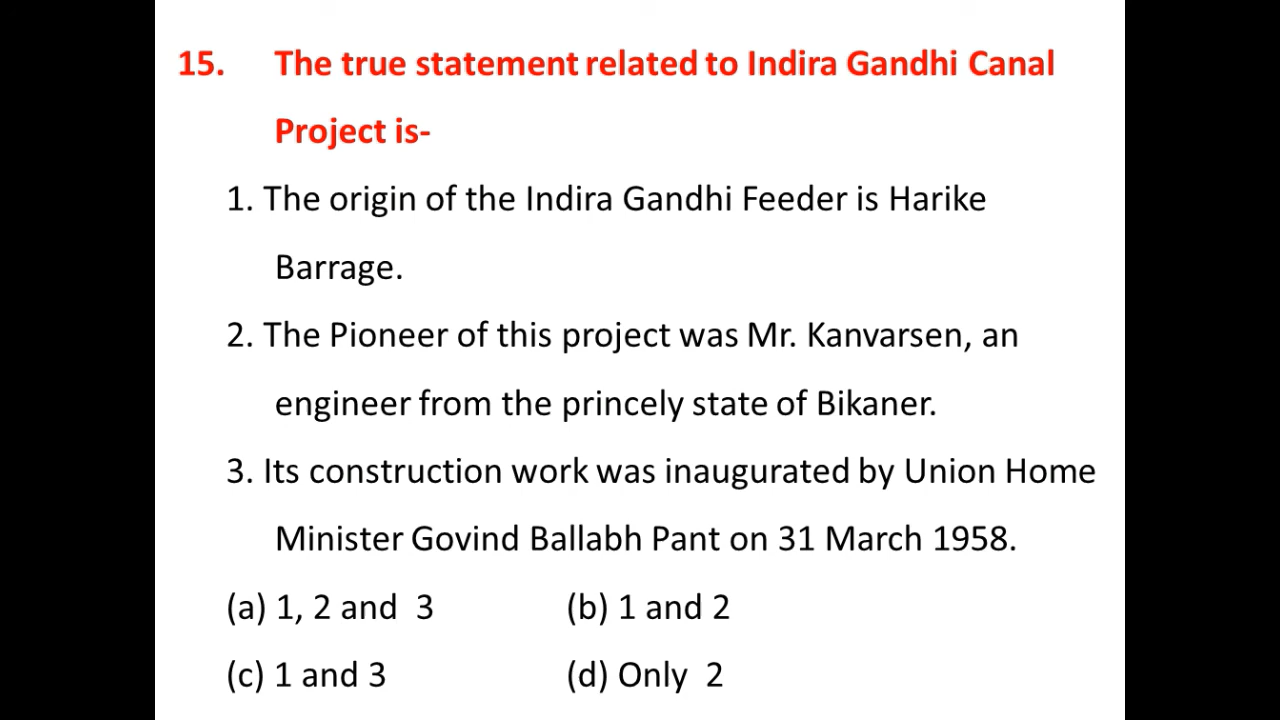 15. The true statement related to Indira Gandhi Canal
Project is-
1. The origin of the Indira Gandhi Feeder is Harike
Barrage.
2. The Pioneer of this project was Mr. Kanvarsen, an
engineer from the princely state of Bikaner.
3. Its construction work was inaugurated by Union Home
Minister Govind Ballabh Pant on 31 March 1958.
(a) 1, 2 and 3 (b) 1 and 2
(c) 1 and 3 (d) Only 2